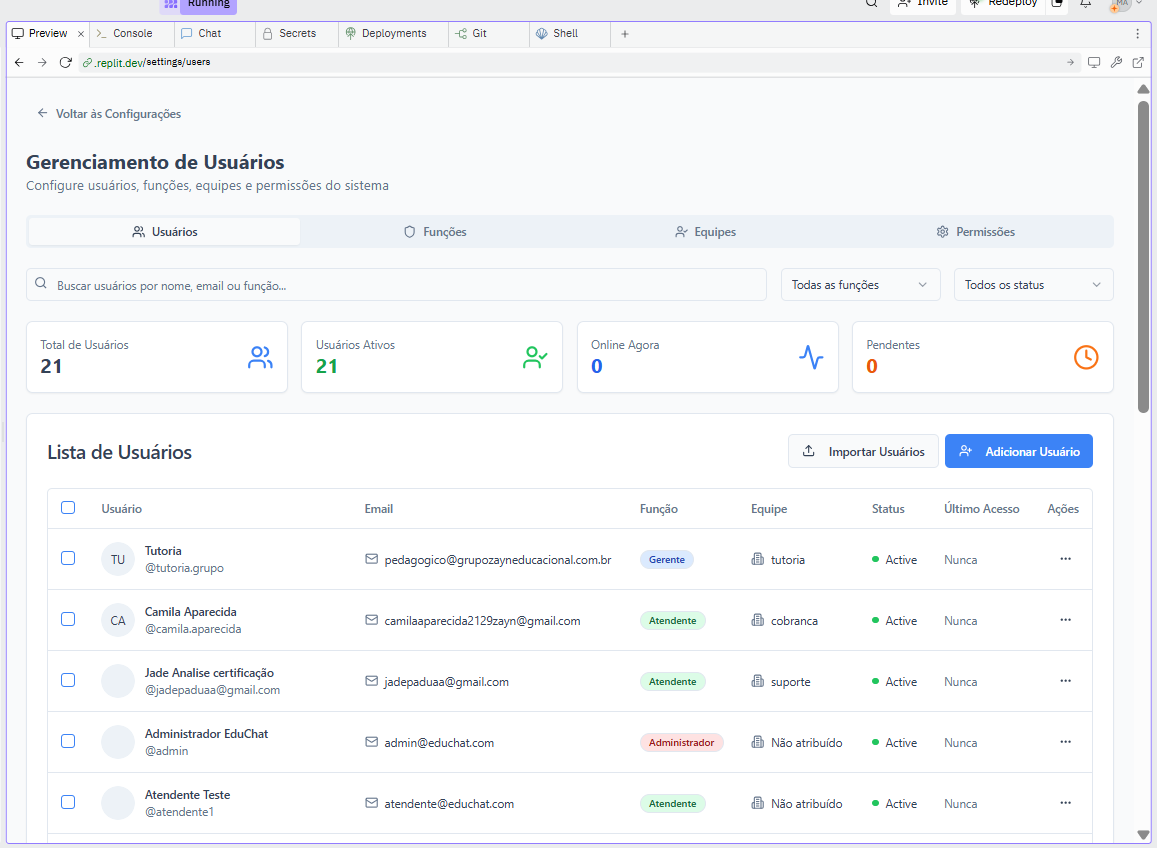 Running
Invite
Redeploy
MA
Preview × Console Chat Secrets Deployments Git Shell +
.replit.dev/settings/users
Voltar às Configurações
Gerenciamento de Usuários
Configure usuários, funções, equipes e permissões do sistema
Usuários Funções Equipes Permissões
Buscar usuários por nome, email ou função...
Todas as funções
Todos os status
Total de Usuários
21
Usuários Ativos
21
Online Agora
0
Pendentes
0
Lista de Usuários
Importar Usuários
Adicionar Usuário
Usuário Email Função Equipe Status Último Acesso Ações
TU
Tutoria
@tutoria.grupo
pedagogico@grupozayneducacional.com.br Gerente tutoria Active Nunca ...
CA
Camila Aparecida
@camila.aparecida
camilaaparecida2129zayn@gmail.com Atendente cobranca Active Nunca ...
Jade Analise certificação
@jadepaduaa@gmail.com
jadepaduaa@gmail.com Atendente suporte Active Nunca ...
Administrador EduChat
@admin
admin@educhat.com Administrador Não atribuído Active Nunca ...
Atendente Teste
@atendente1
atendente@educhat.com Atendente Não atribuído Active Nunca ...